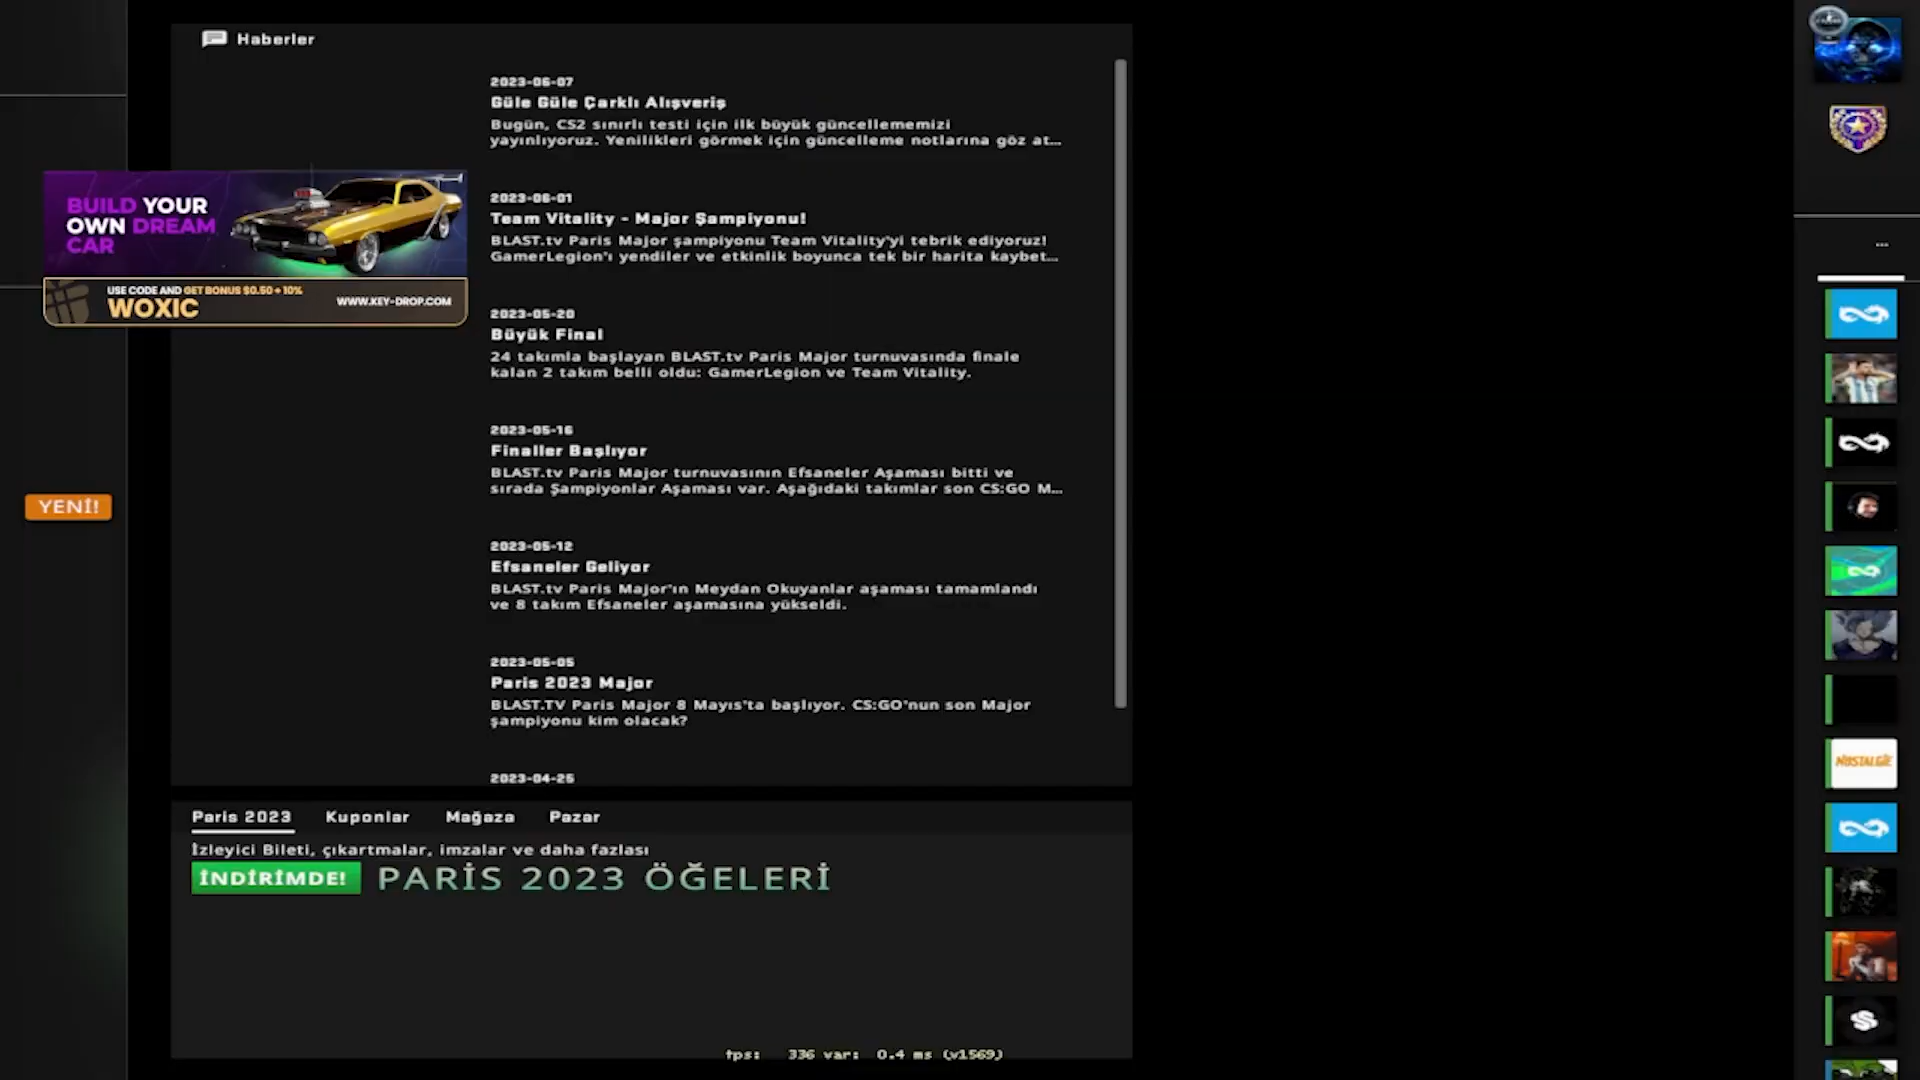 Haberler
2023-06-07
Güle Güle Çarklı Alışveriş
Bugün, CS2 sınırlı testi için ilk büyük güncellememizi
yayınlıyoruz. Yenilikleri görmek için güncelleme notlarına göz at...
BUILD YOUR
OWN DREAM
CAR
USE CODE AND GET BONUS $0.50 + 10%
WOXIC
WWW.KEY-DROP.COM
2023-06-01
Team Vitality - Major Şampiyonu!
BLAST.tv Paris Major şampiyonu Team Vitality'yi tebrik ediyoruz!
GamerLegion'ı yendiler ve etkinlik boyunca tek bir harita kaybet...
2023-05-20
Büyük Final
24 takımla başlayan BLAST.tv Paris Major turnuvasında finale
kalan 2 takım belli oldu: GamerLegion ve Team Vitality.
2023-05-16
Finaller Başlıyor
BLAST.tv Paris Major turnuvasının Efsaneler Aşaması bitti ve
sırada Şampiyonlar Aşaması var. Aşağıdaki takımlar son CS:GO M...
YENİ!
2023-05-12
Efsaneler Geliyor
BLAST.tv Paris Major'ın Meydan Okuyanlar aşaması tamamlandı
ve 8 takım Efsaneler aşamasına yükseldi.
2023-05-05
Paris 2023 Major
BLAST.TV Paris Major 8 Mayıs'ta başlıyor. CS:GO'nun son Major
şampiyonu kim olacak?
2023-04-25
Paris 2023 Kuponlar Mağaza Pazar
İzleyici Bileti, çıkartmalar, imzalar ve daha fazlası
İNDİRİMDE! PARİS 2023 ÖĞELERİ
fps: 336 var: 0.4 ms (v1569)
...
NOSTALGIE